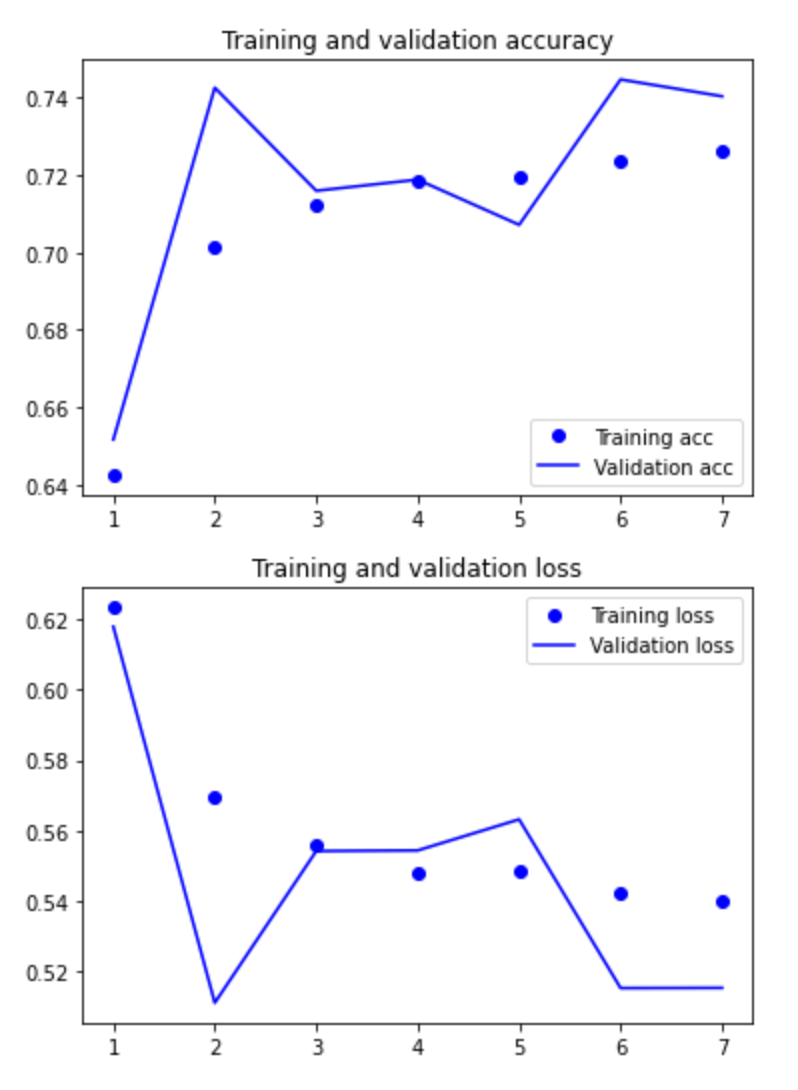 Training and validation accuracy
0.74
0.72
0.70
0.68
0.66
0.64
Training acc
Validation acc
1 2 3 4 5 6 7
Training and validation loss
0.62
0.60
0.58
0.56
0.54
0.52
Training loss
Validation loss
1 2 3 4 5 6 7